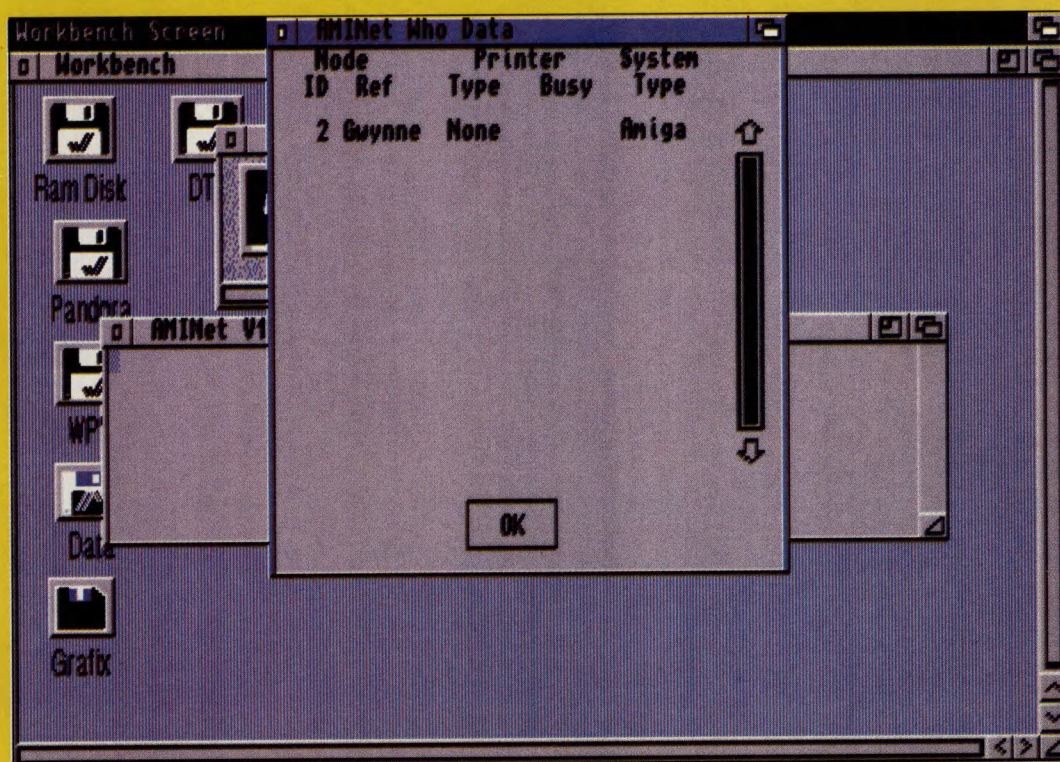 Workbench Screen
AMINet Who Data
Workbench
Node Printer System
ID Ref Type Busy Type
2 Gwynne None Amiga
Ram Disk
DT
Pandora
AMINet V1
WP
Data
Grafix
OK